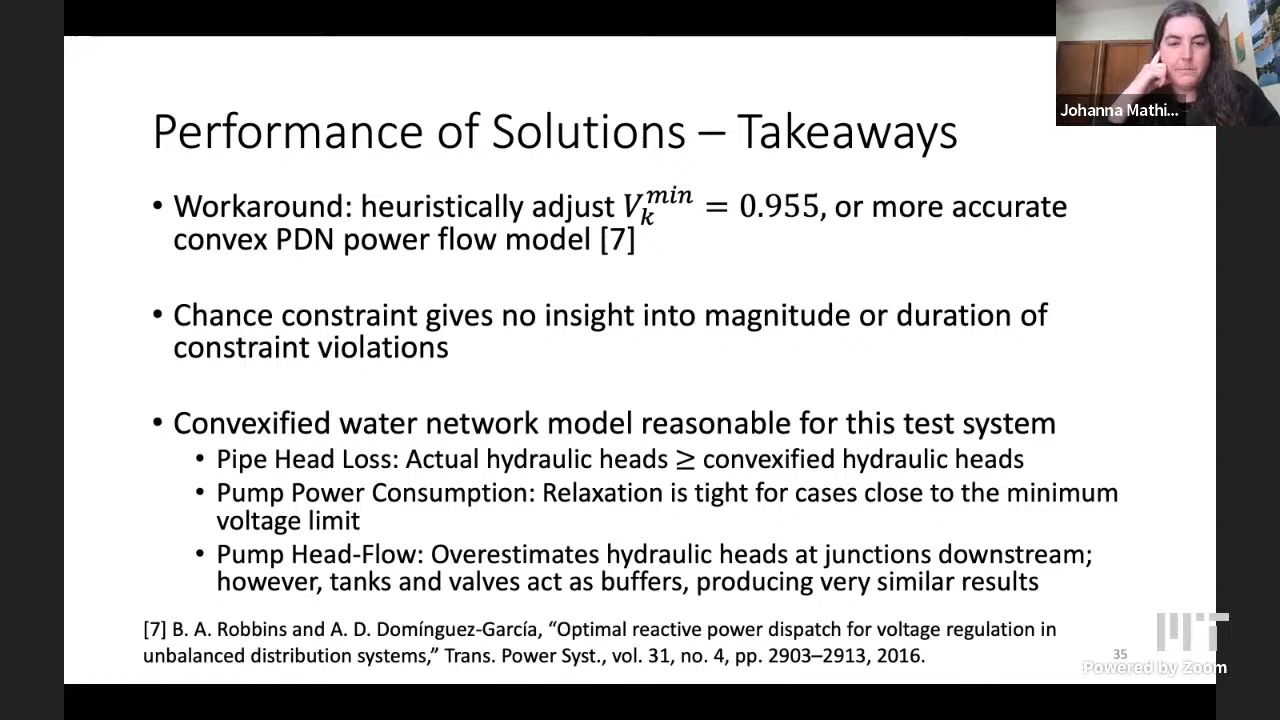 Johanna Mathi...
Performance of Solutions – Takeaways
• Workaround: heuristically adjust V_k^min = 0.955, or more accurate
convex PDN power flow model [7]
• Chance constraint gives no insight into magnitude or duration of
constraint violations
• Convexified water network model reasonable for this test system
• Pipe Head Loss: Actual hydraulic heads ≥ convexified hydraulic heads
• Pump Power Consumption: Relaxation is tight for cases close to the minimum
voltage limit
• Pump Head-Flow: Overestimates hydraulic heads at junctions downstream;
however, tanks and valves act as buffers, producing very similar results
[7] B. A. Robbins and A. D. Domínguez-García, “Optimal reactive power dispatch for voltage regulation in
unbalanced distribution systems,” Trans. Power Syst., vol. 31, no. 4, pp. 2903–2913, 2016.
MIT
35
Powered by Zoom